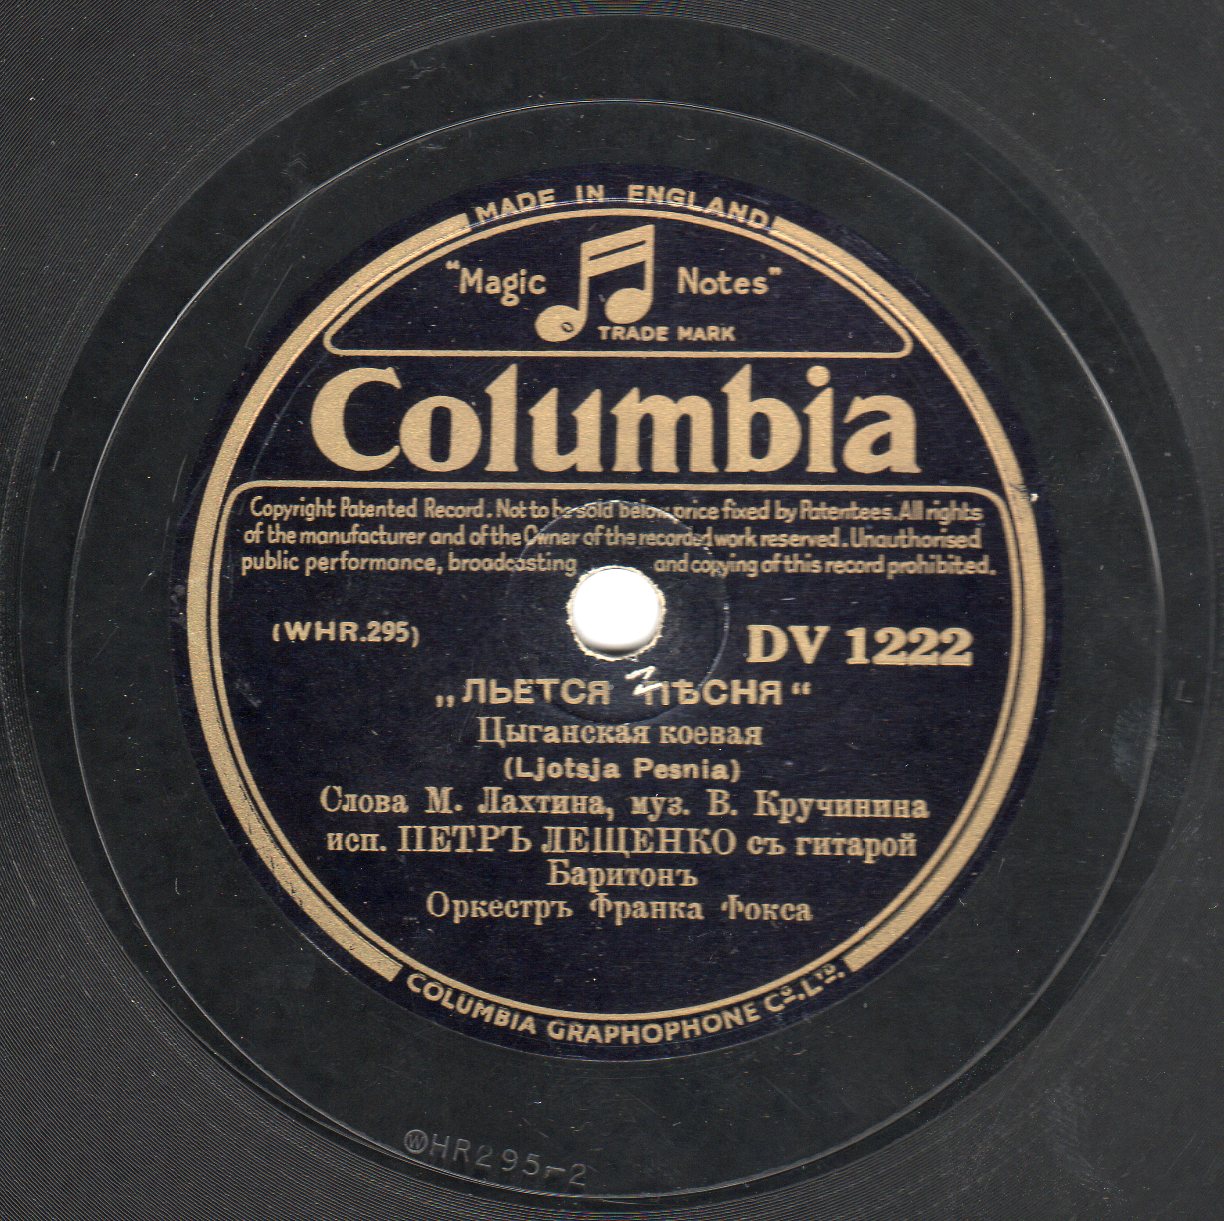 MADE IN ENGLAND
"Magic Notes"
TRADE MARK
Columbia
Copyright Patented Record. Not to be sold below price fixed by Patentees. All rights
of the manufacturer and of the Owner of the recorded work reserved. Unauthorised
public performance, broadcasting and copying of this record prohibited.
(WHR.295)
DV 1222
„ЛЬЕТСЯ ПѢСНЯ“
Цыганская коевая
(Ljotsja Pesnia)
Слова М. Лахтина, муз. В. Кручинина
исп. ПЕТРЪ ЛЕЩЕНКО съ гитарой
Баритонъ
Оркестръ Франка Фокса
COLUMBIA GRAPHOPHONE Co. LTD.
WHR295-2